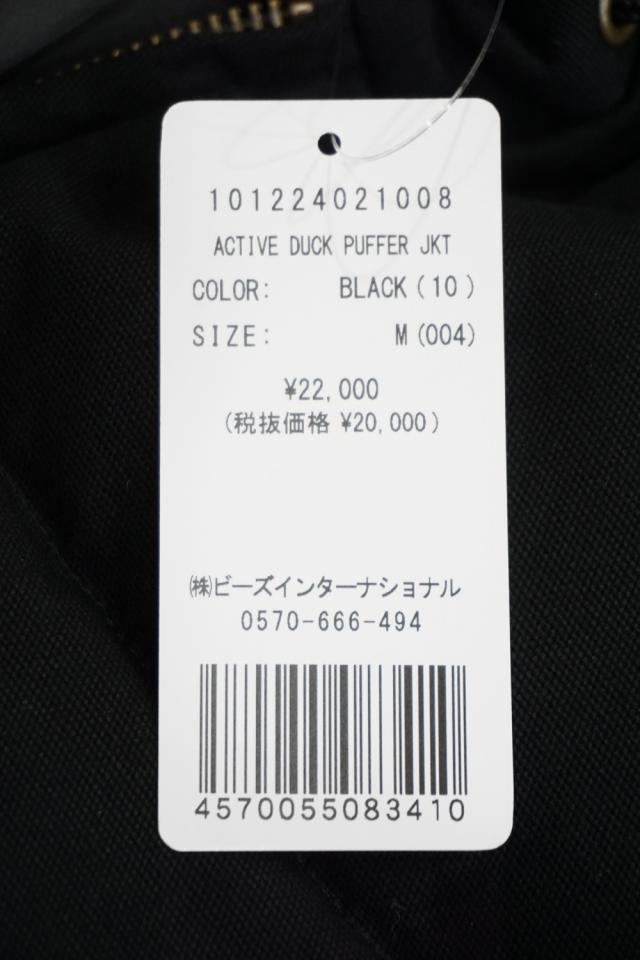 101224021008
ACTIVE DUCK PUFFER JKT
COLOR: BLACK(10)
SIZE: M(004)
¥22,000
(税抜価格 ¥20,000)
㈱ビーズインターナショナル
0570-666-494
4570055083410